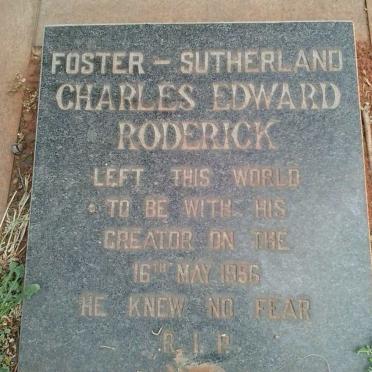 FOSTER – SUTHERLAND
CHARLES EDWARD
RODERICK
LEFT THIS WORLD
TO BE WITH HIS
CREATOR ON THE
16TH MAY 1956
HE KNEW NO FEAR
R.I.P.